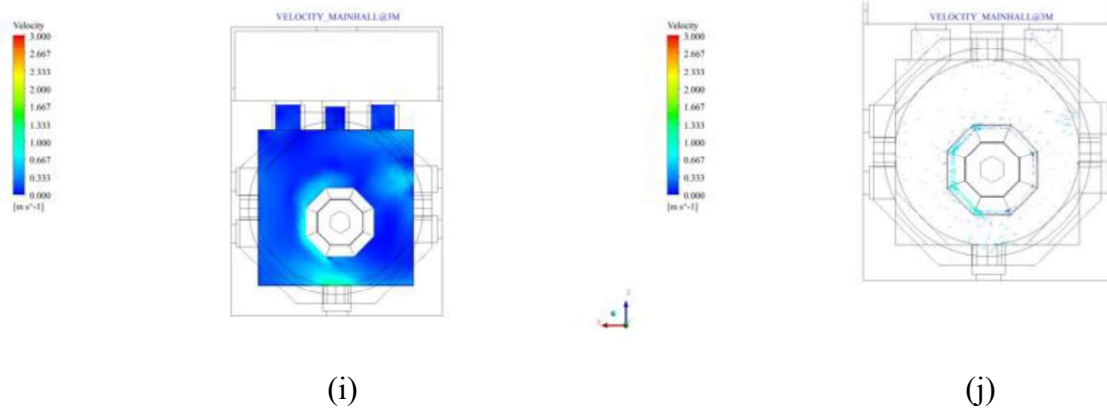 VELOCITY_MAINHALL@3M
Velocity
3.000
2.667
2.333
2.000
1.667
1.333
1.000
0.667
0.333
0.000
[m s^-1]
VELOCITY_MAINHALL@3M
Velocity
3.000
2.667
2.333
2.000
1.667
1.333
1.000
0.667
0.333
0.000
[m s^-1]
Z
(i)
(j)